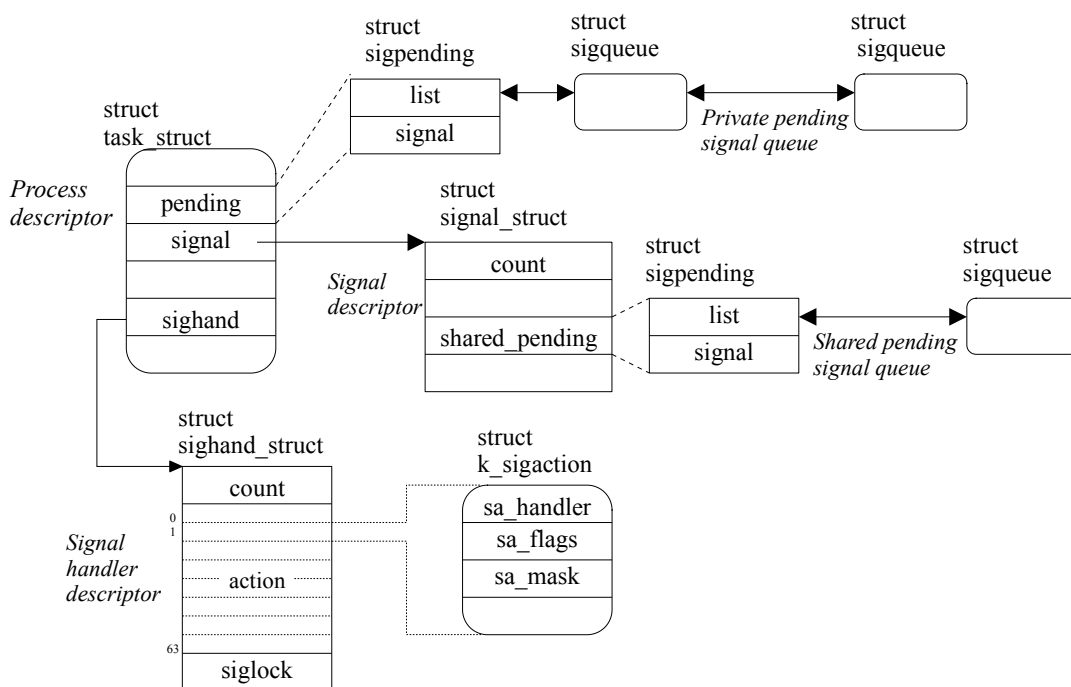 struct
task_struct
Process
descriptor
pending
signal
sighand
struct
sigpending
list
signal
struct
sigqueue
Private pending
signal queue
struct
sigqueue
struct
signal_struct
Signal
descriptor
count
shared_pending
struct
sigpending
list
signal
Shared pending
signal queue
struct
sigqueue
struct
sighand_struct
Signal
handler
descriptor
count
0
1
action
63
siglock
struct
k_sigaction
sa_handler
sa_flags
sa_mask